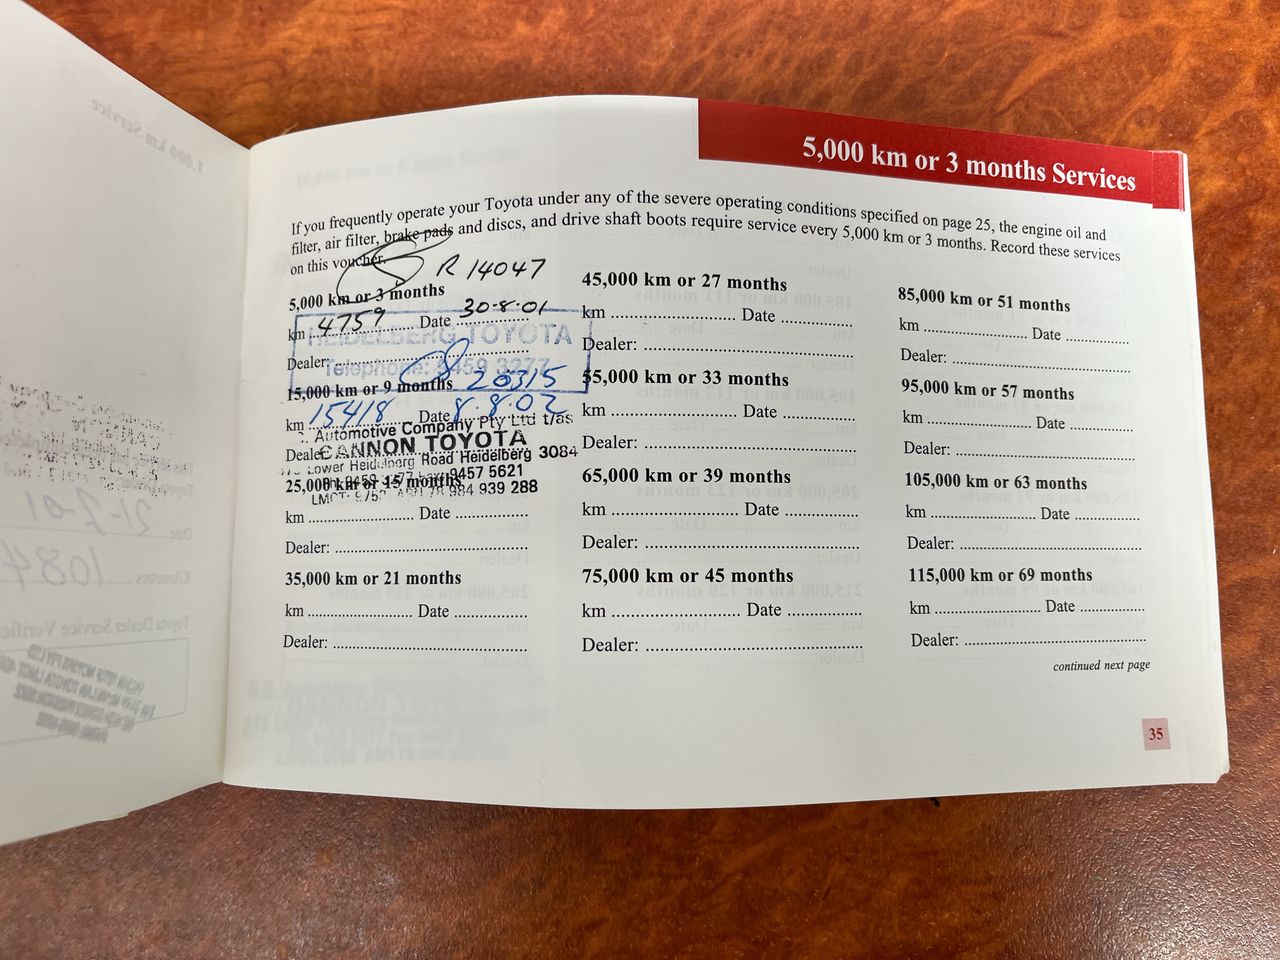 5,000 km or 3 months Services
If you frequently operate your Toyota under any of the severe operating conditions specified on page 25, the engine oil and
filter, air filter, brake pads and discs, and drive shaft boots require service every 5,000 km or 3 months. Record these services
on this voucher.
R 14047
5,000 km or 3 months
km 4759 Date 30-8-01
HEIDELBERG TOYOTA
Dealer:
Telephone: 9459 3277
15,000 km or 9 months 20315
km 15418 Date 8.8.02
Automotive Company Pty Ltd t/as
Dealer
CANNON TOYOTA
Lower Heidelberg Road Heidelberg 3084
9457 5621
25,000 km or 15 months
984 939 288
km Date
Dealer:
35,000 km or 21 months
km Date
Dealer:
45,000 km or 27 months
km Date
Dealer:
55,000 km or 33 months
km Date
Dealer:
65,000 km or 39 months
km Date
Dealer:
75,000 km or 45 months
km Date
Dealer:
85,000 km or 51 months
km Date
Dealer:
95,000 km or 57 months
km Date
Dealer:
105,000 km or 63 months
km Date
Dealer:
115,000 km or 69 months
km Date
Dealer:
continued next page
35